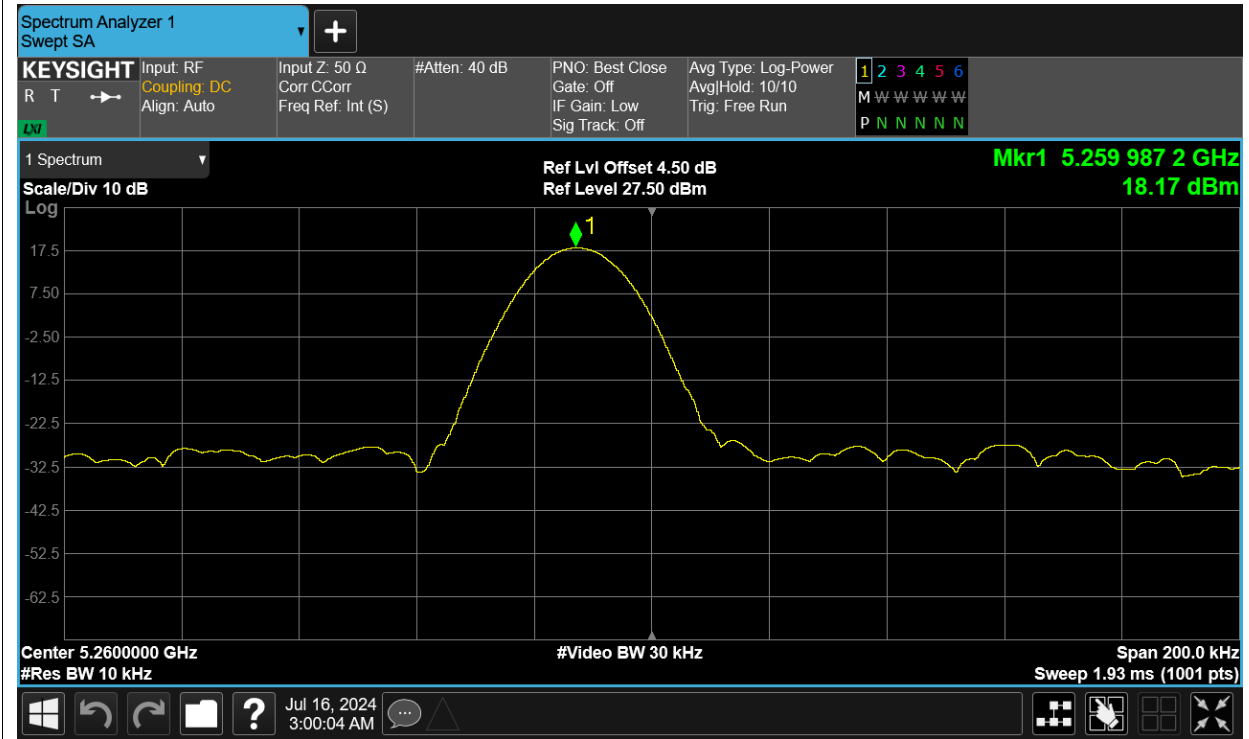 Spectrum Analyzer 1
Swept SA
KEYSIGHT
R T
LXI
Input: RF
Coupling: DC
Align: Auto
Input Z: 50 Ω
Corr CCorr
Freq Ref: Int (S)
#Atten: 40 dB
PNO: Best Close
Gate: Off
IF Gain: Low
Sig Track: Off
Avg Type: Log-Power
Avg|Hold: 10/10
Trig: Free Run
1 2 3 4 5 6
M W W W W W
P N N N N N
1 Spectrum
Scale/Div 10 dB
Ref Lvl Offset 4.50 dB
Ref Level 27.50 dBm
Mkr1 5.259 987 2 GHz
18.17 dBm
Log
1
17.5
7.50
-2.50
-12.5
-22.5
-32.5
-42.5
-52.5
-62.5
Center 5.2600000 GHz
#Video BW 30 kHz
Span 200.0 kHz
#Res BW 10 kHz
Sweep 1.93 ms (1001 pts)
?
Jul 16, 2024
3:00:04 AM